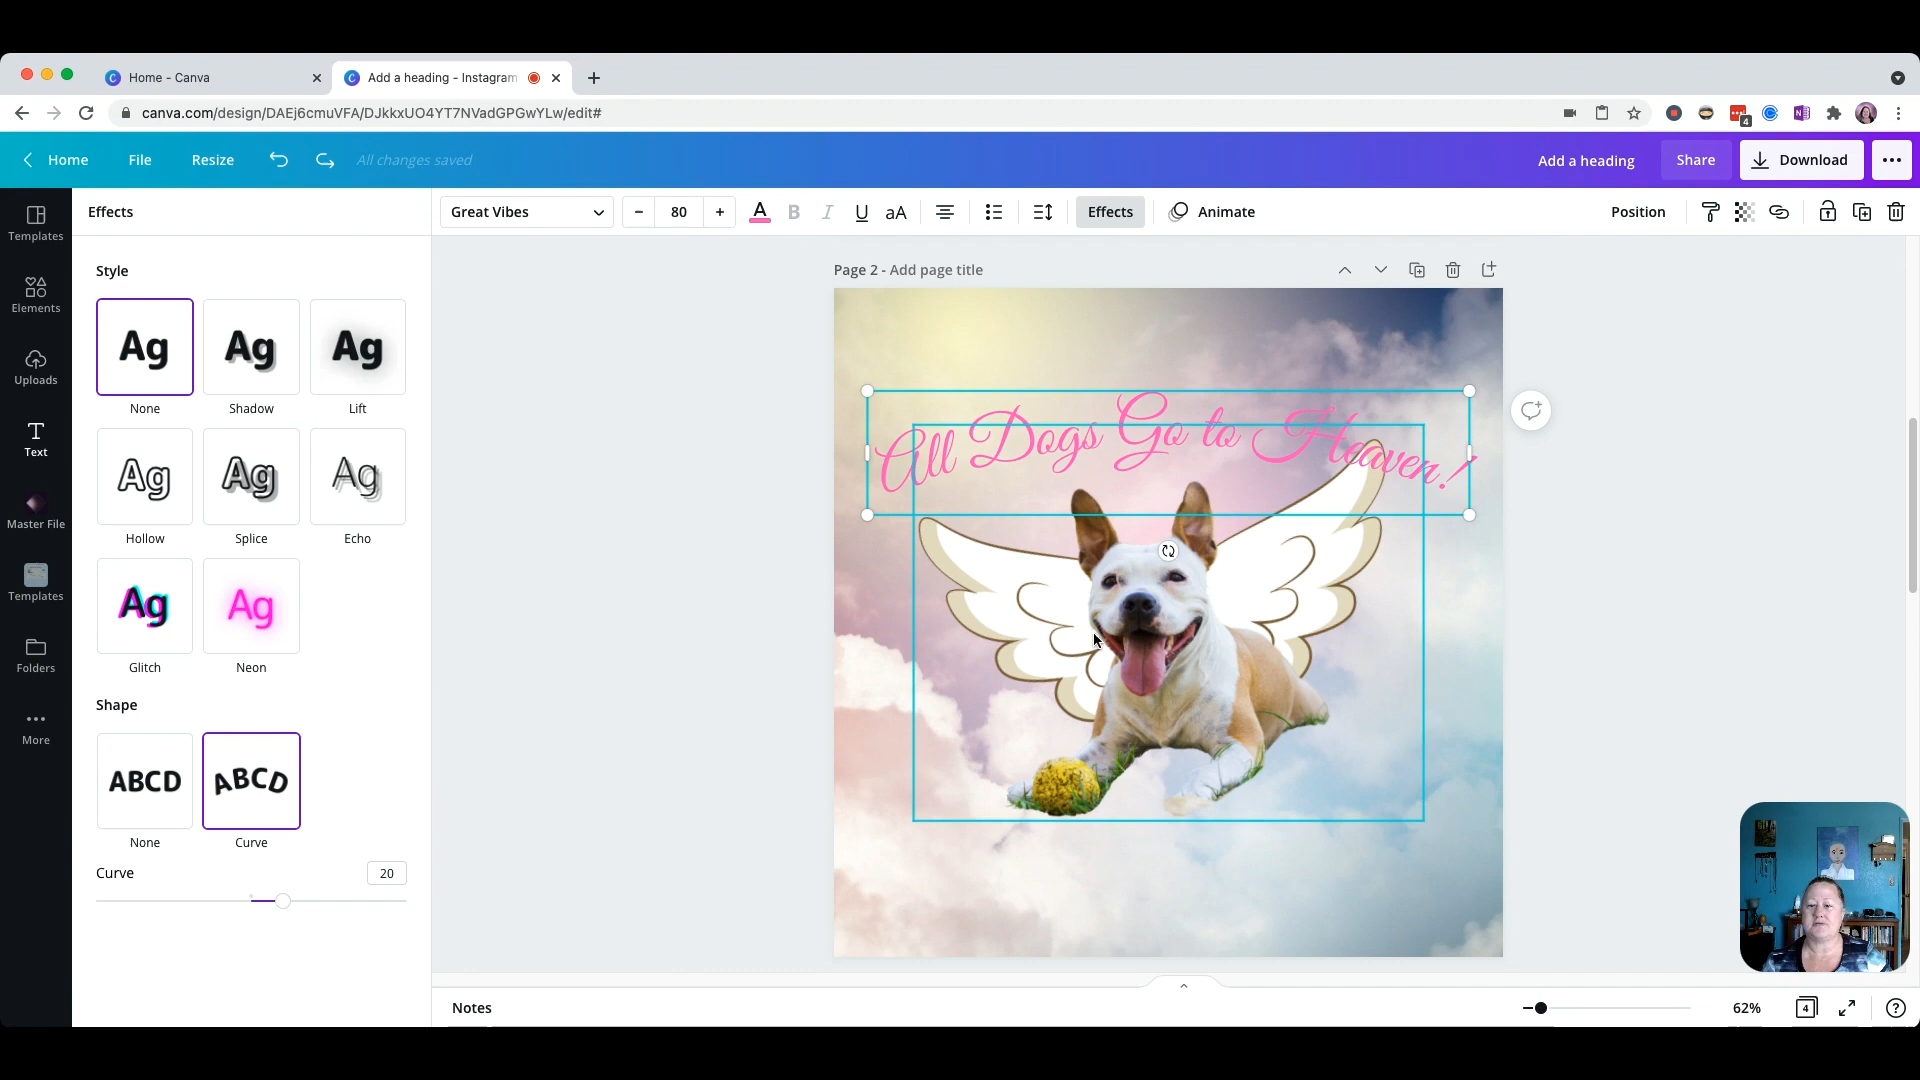 Home - Canva
Add a heading - Instagram
canva.com/design/DAEj6cmuVFA/DJkkxUO4YT7NVadGPGwYLw/edit#
4
Home
File
Resize
All changes saved
Add a heading
Share
Download
Templates
Elements
Uploads
Text
Master File
Templates
Folders
More
Effects
Style
Ag
Ag
Ag
None
Shadow
Lift
Ag
Ag
Ag
Hollow
Splice
Echo
Ag
Ag
Glitch
Neon
Shape
ABCD
ABCD
None
Curve
Curve
20
Great Vibes
80
A
B
I
U
aA
Effects
Animate
Position
Page 2 - Add page title
All Dogs Go to Heaven!
Notes
62%
4